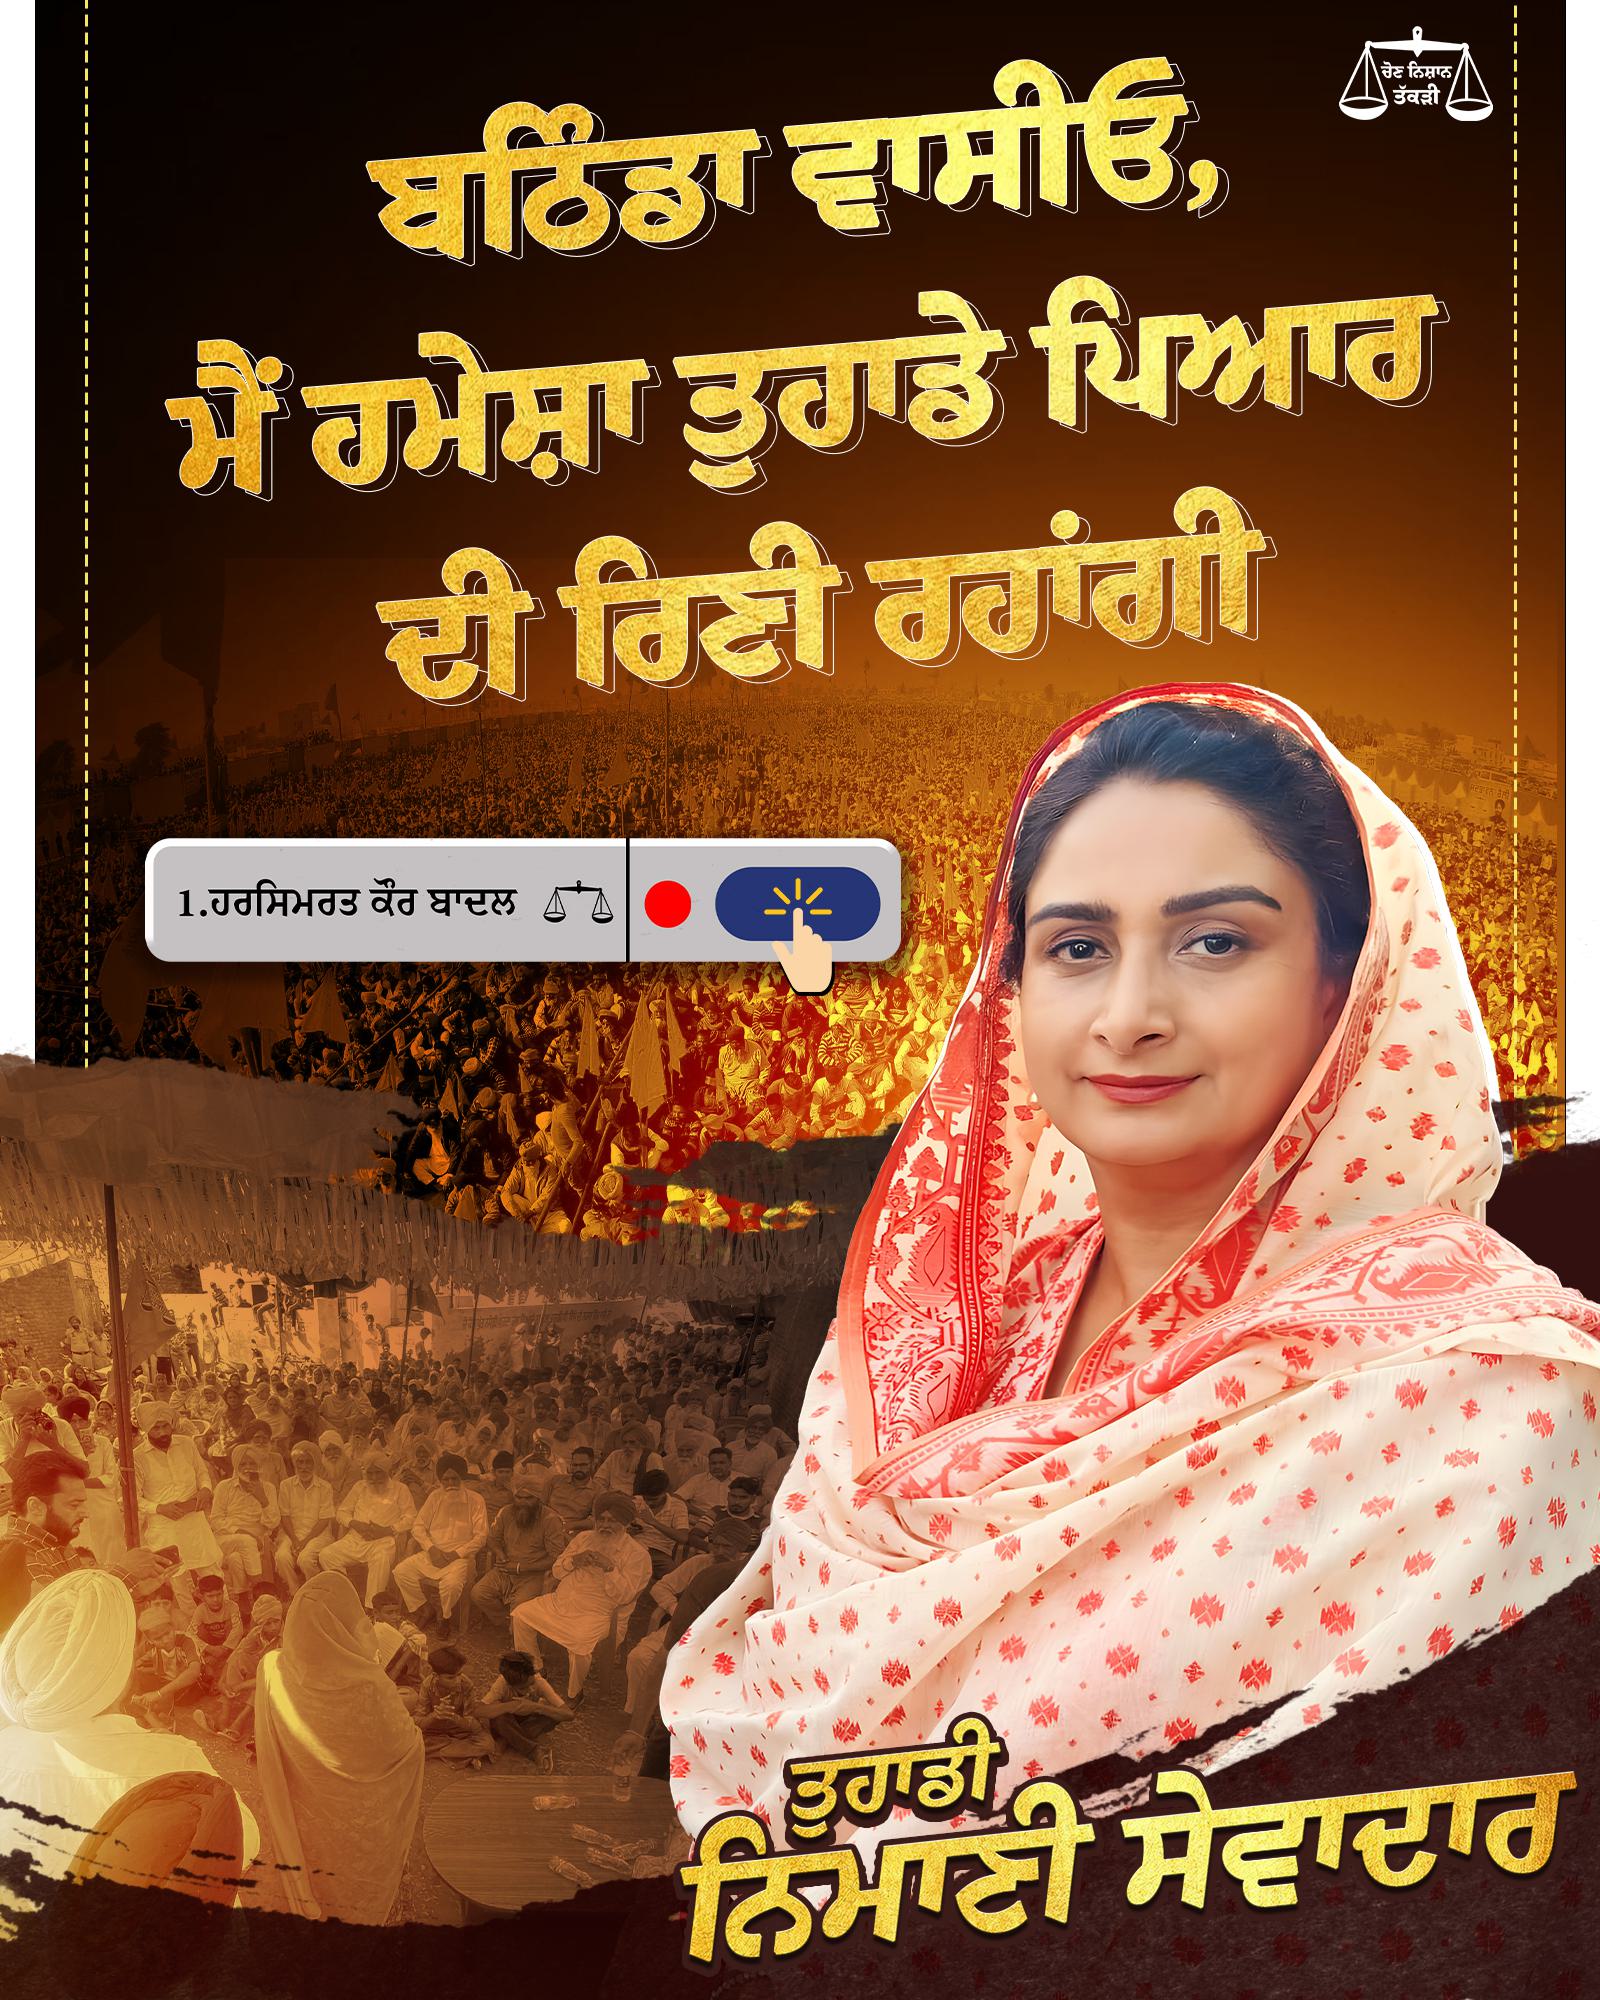 ਚੋਣ ਨਿਸ਼ਾਨ
ਤੱਕੜੀ
ਬਠਿੰਡਾ ਵਾਸੀਓ,
ਮੈਂ ਹਮੇਸ਼ਾ ਤੁਹਾਡੇ ਪਿਆਰ
ਦੀ ਰਿਣੀ ਰਹਾਂਗੀ
1.ਹਰਸਿਮਰਤ ਕੌਰ ਬਾਦਲ
ਤੁਹਾਡੀ
ਨਿਮਾਣੀ ਸੇਵਾਦਾਰ